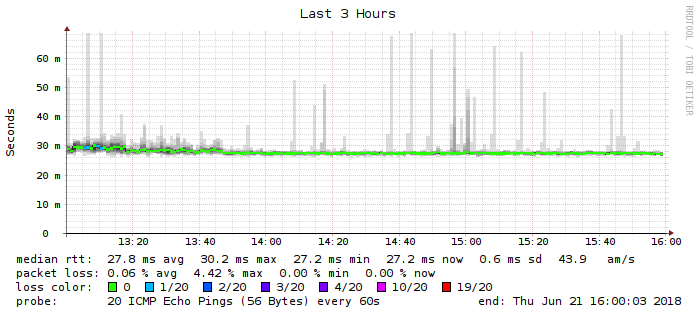 Last 3 Hours
RRDTOOL / TOBI OETIKER
Seconds
60 m
50 m
40 m
30 m
20 m
10 m
0
13:20 13:40 14:00 14:20 14:40 15:00 15:20 15:40 16:00
median rtt: 27.8 ms avg 30.2 ms max 27.2 ms min 27.2 ms now 0.6 ms sd 43.9 am/s
packet loss: 0.06 % avg 4.42 % max 0.00 % min 0.00 % now
loss color: 0 1/20 2/20 3/20 4/20 10/20 19/20
probe: 20 ICMP Echo Pings (56 Bytes) every 60s end: Thu Jun 21 16:00:03 2018